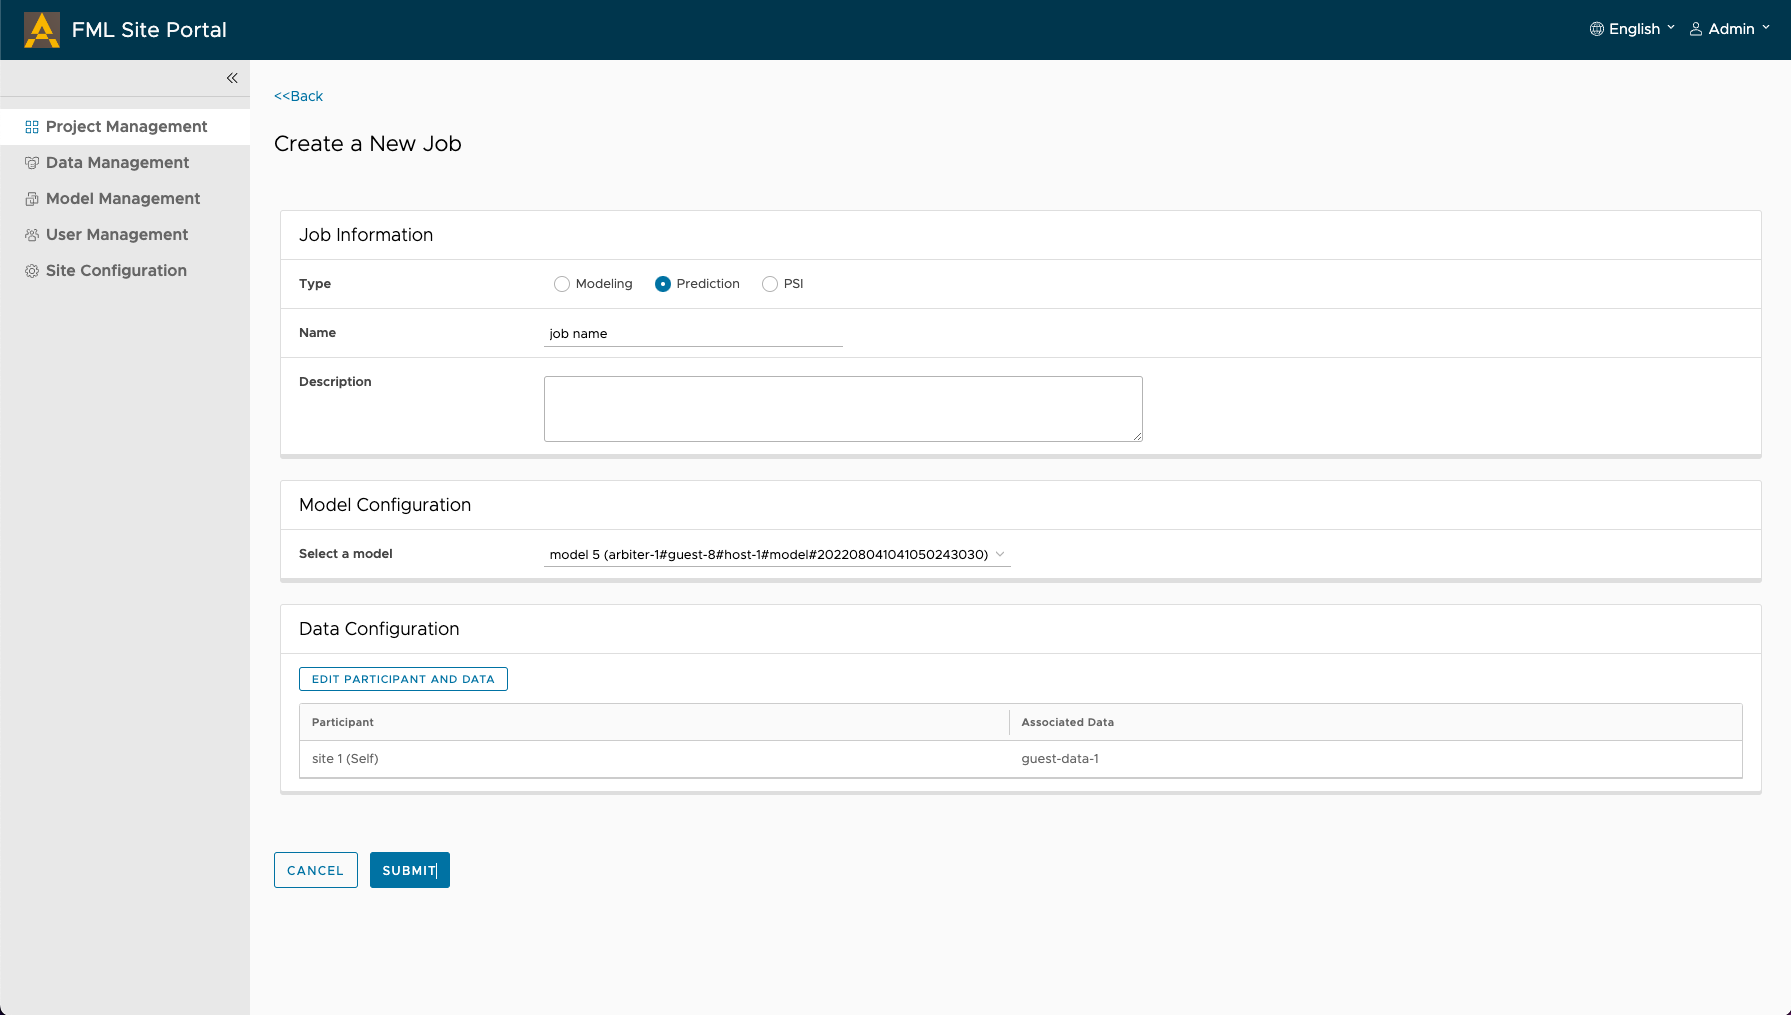 FML Site Portal
English
Admin
Project Management
Data Management
Model Management
User Management
Site Configuration
<<Back
Create a New Job
Job Information
Type
Modeling
Prediction
PSI
Name
job name
Description
Model Configuration
Select a model
model 5 (arbiter-1#guest-8#host-1#model#202208041041050243030)
Data Configuration
EDIT PARTICIPANT AND DATA
Participant
Associated Data
site 1 (Self)
guest-data-1
CANCEL
SUBMIT